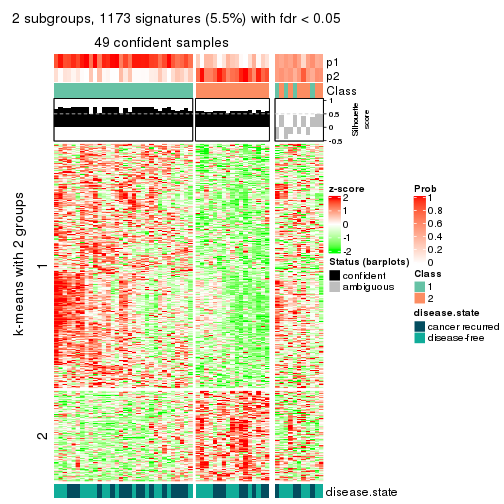 2 subgroups, 1173 signatures (5.5%) with fdr < 0.05
49 confident samples
p1
p2
Class
1
0.5
0
-0.5
Silhouette
score
k-means with 2 groups
1
2
disease.state
z-score
2
1
0
-1
-2
Status (barplots)
confident
ambiguous
Prob
1
0.8
0.6
0.4
0.2
0
Class
1
2
disease.state
cancer recurred
disease-free